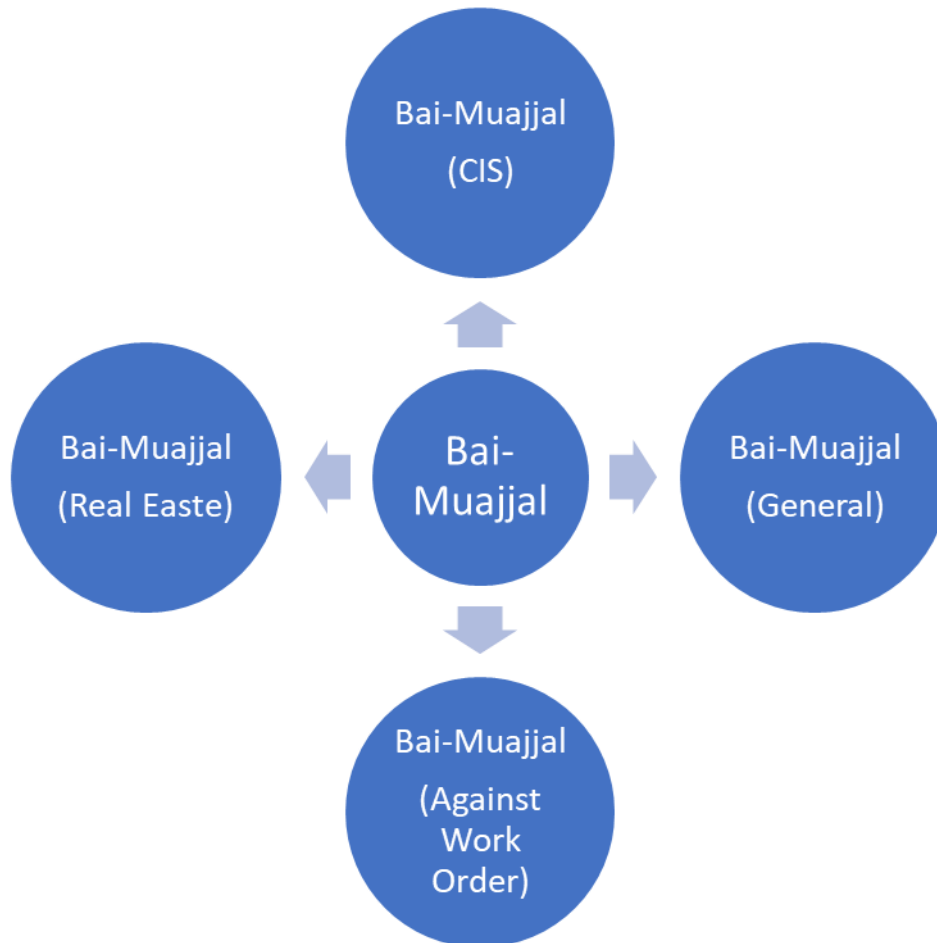 Bai-Muajjal
(CIS)
Bai-Muajjal
(Real Easte)
Bai-
Muajjal
Bai-Muajjal
(General)
Bai-Muajjal
(Against
Work
Order)